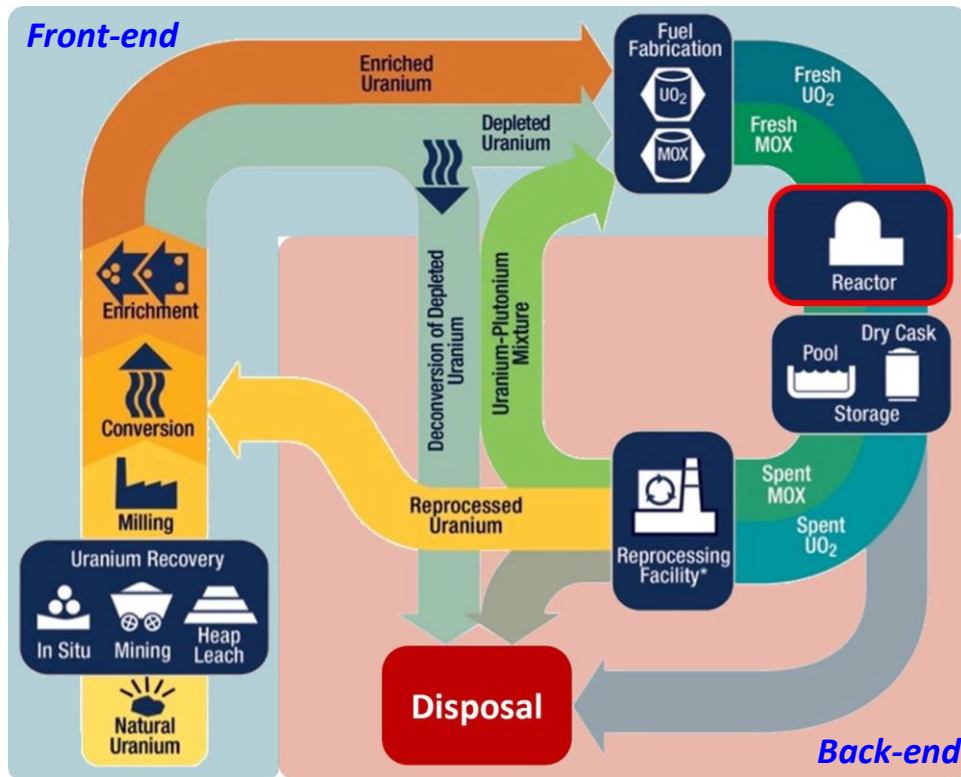 Front-end
Enriched
Uranium
Depleted
Uranium
Fuel
Fabrication
UO₂
MOX
Fresh
UO₂
Fresh
MOX
Reactor
Pool
Dry Cask
Storage
Enrichment
Conversion
Milling
Uranium Recovery
In Situ
Mining
Heap
Leach
Natural
Uranium
Deconversion of Depleted
Uranium
Uranium-Plutonium
Mixture
Reprocessed
Uranium
Reprocessing
Facility*
Spent
MOX
Spent
UO₂
Disposal
Back-end